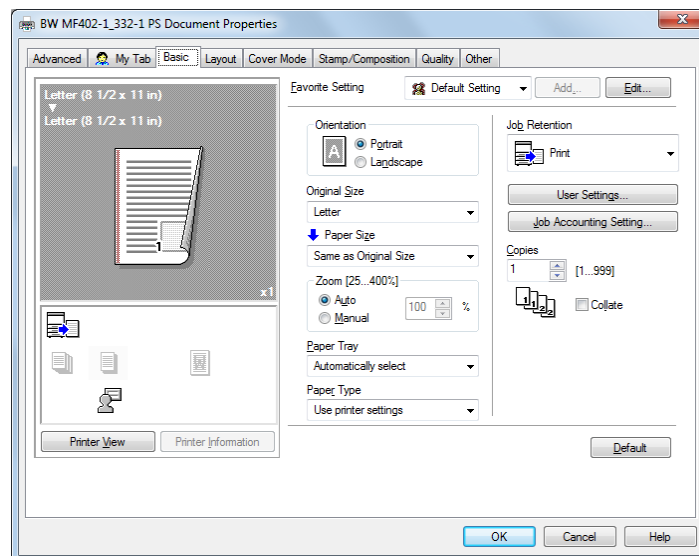 BW MF402-1_332-1 PS Document Properties
Advanced My Tab Basic Layout Cover Mode Stamp/Composition Quality Other
Letter (8 1/2 x 11 in)
Letter (8 1/2 x 11 in)
1
x1
Printer View Printer Information
Favorite Setting Default Setting Add... Edit...
Orientation
A
Portrait
Landscape
Original Size
Letter
Paper Size
Same as Original Size
Zoom [25...400%]
Auto
Manual
100 %
Paper Tray
Automatically select
Paper Type
Use printer settings
Job Retention
Print
User Settings...
Job Accounting Setting...
Copies
1 [1...999]
1 1 2 2 Collate
Default
OK Cancel Help